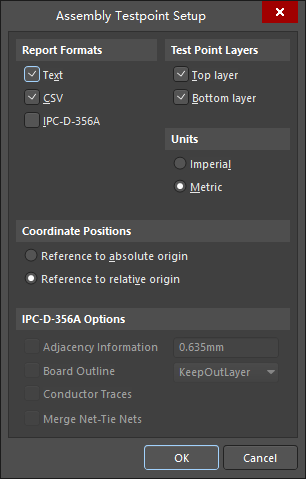 Assembly Testpoint Setup
Report Formats
Text
CSV
IPC-D-356A
Test Point Layers
Top layer
Bottom layer
Units
Imperial
Metric
Coordinate Positions
Reference to absolute origin
Reference to relative origin
IPC-D-356A Options
Adjacency Information 0.635mm
Board Outline KeepOutLayer
Conductor Traces
Merge Net-Tie Nets
OK Cancel